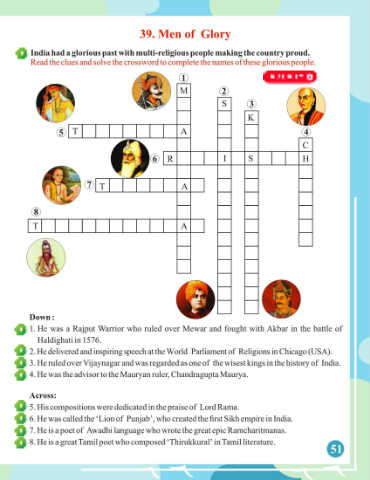 39. Men of Glory
India had a glorious past with multi-religious people making the country proud.
Read the clues and solve the crossword to complete the names of these glorious people.
1
M 2
S 3
K
5 T A 4
C
6 R I S H
7 T A
8
T A
Down :
1. He was a Rajput Warrior who ruled over Mewar and fought with Akbar in the battle of
Haldighati in 1576.
2. He delivered and inspiring speech at the World Parliament of Religions in Chicago (USA).
3. He ruled over Vijaynagar and was regarded as one of the wisest kings in the history of India.
4. He was the advisor to the Mauryan ruler, Chandragupta Maurya.
Across:
5. His compositions were dedicated in the praise of Lord Rama.
6. He was called the ‘Lion of Punjab’, who created the first Sikh empire in India.
7. He is a poet of Awadhi language who wrote the great epic Ramcharitmanas.
8. He is a great Tamil poet who composed ‘Thirukkural’ in Tamil literature.
51